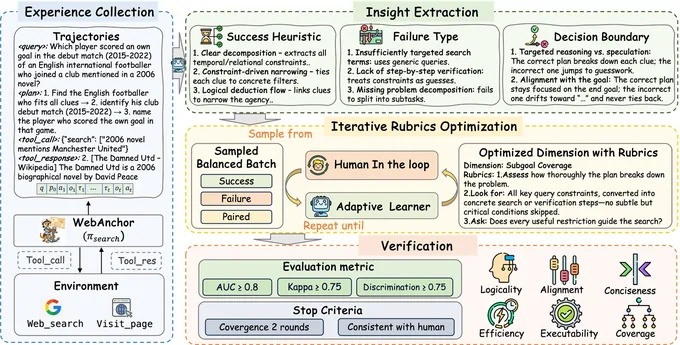 Experience Collection
Trajectories
<query>: Which player scored an own
goal in the debut match (2015-2022)
of an English international footballer
who joined a club mentioned in a 2006
novel?
<plan>: 1. Find the English footballer
who fits all clues → 2. identify his club
debut match (2015-2022) → 3. name
the player who scored the own goal in
that game.
<tool_call>: {"search": ["2006 novel
mentions Manchester United"]
<tool_response>: 2. [The Damned Utd –
Wikipedia] The Damned Utd is a 2006
biographical novel by David Peace
q p₀ a₁ o₁ τ₁ ... τₜ oₜ aₜ
WebAnchor
(π_search)
Tool_call
Tool_res
Environment
Web_search
Visit_page
Insight Extraction
Success Heuristic
1. Clear decomposition – extracts all
temporal/relational constraints..
2. Constraint-driven narrowing – ties
each clue to concrete filters.
3. Logical deduction flow – links clues
to narrow the agency..
Failure Type
1. Insufficiently targeted search
terms: uses generic queries.
2. Lack of step-by-step verification:
treats constraints as guesses.
3. Missing problem decomposition: fails
to split into subtasks.
Decision Boundary
1. Targeted reasoning vs. speculation:
The correct plan breaks down each clue; the
incorrect one jumps to guesswork.
2. Alignment with the goal: The correct plan
stays focused on the end goal; the incorrect
one drifts toward "…" and never ties back.
Sample from
Iterative Rubrics Optimization
Sampled
Balanced Batch
Success
Failure
Paired
Human In the loop
Adaptive Learner
Repeat until
Optimized Dimension with Rubrics
Dimension: Subgoal Coverage
Rubrics: 1.Assess how thoroughly the plan breaks down
the problem.
2.Look for: All key query constraints, converted into
concrete search or verification steps—no subtle but
critical conditions skipped.
3.Ask: Does every useful restriction guide the search?
Verification
Evaluation metric
AUC ≥ 0.8
Kappa ≥ 0.75
Discrimination ≥ 0.75
Stop Criteria
Covergence 2 rounds
Consistent with human
Logicality
Alignment
Conciseness
Efficiency
Executability
Coverage